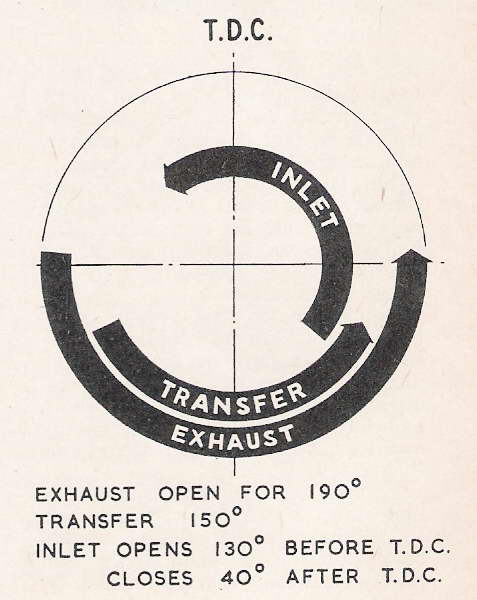 T.D.C.
INLET
TRANSFER
EXHAUST
EXHAUST OPEN FOR 190°
TRANSFER 150°
INLET OPENS 130° BEFORE T.D.C.
CLOSES 40° AFTER T.D.C.